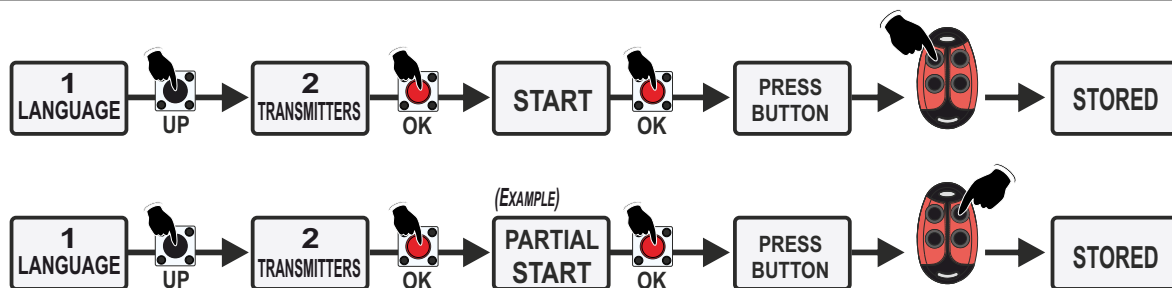 1
LANGUAGE
UP
2
TRANSMITTERS
OK
START
OK
PRESS
BUTTON
STORED
1
LANGUAGE
UP
2
TRANSMITTERS
OK
(EXAMPLE)
PARTIAL
START
OK
PRESS
BUTTON
STORED